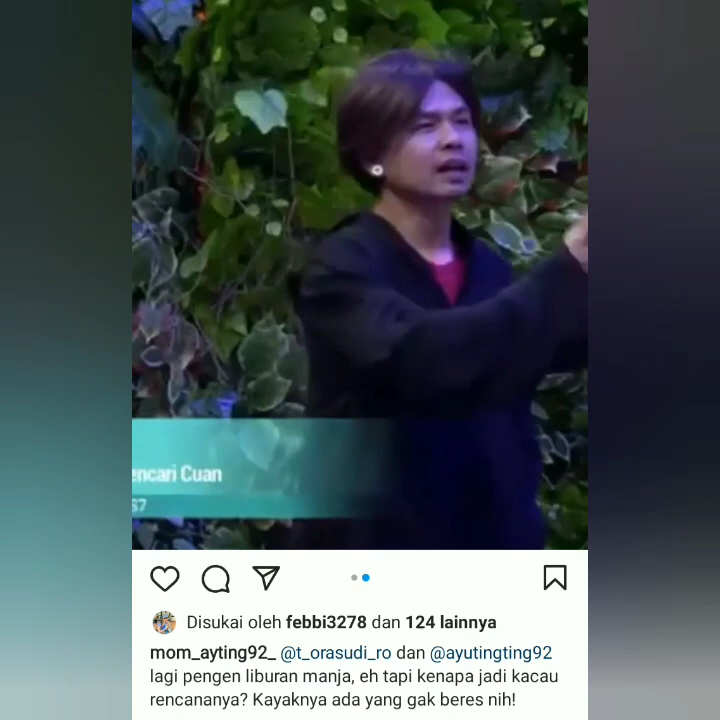 encari Cuan
S7
Disukai oleh febbi3278 dan 124 lainnya
mom_ayting92_ @t_orasudi_ro dan @ayutingting92
lagi pengen liburan manja, eh tapi kenapa jadi kacau
rencananya? Kayaknya ada yang gak beres nih!